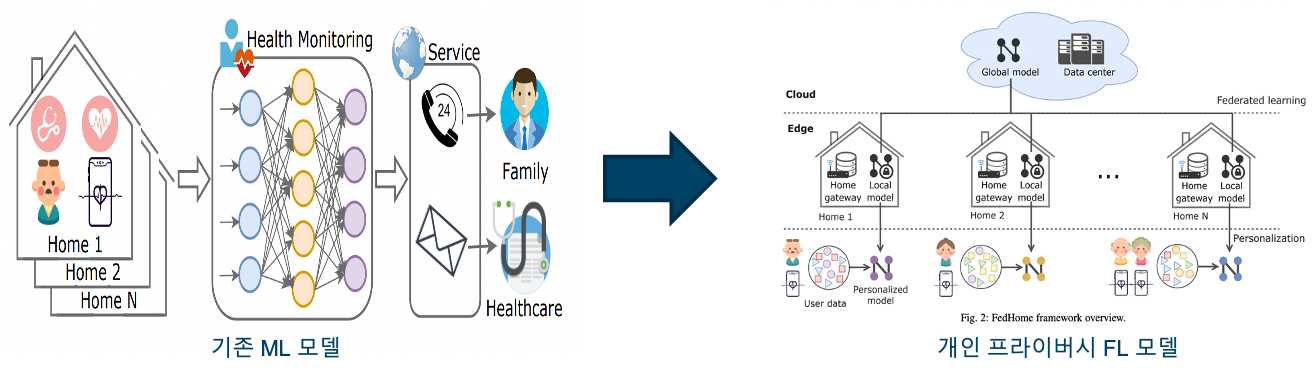 Health Monitoring
Service
24
Family
Healthcare
Home 1
Home 2
Home N
기존 ML 모델
Global model
Data center
Cloud
Federated learning
Edge
Home gateway
Local model
Home 1
Home gateway
Local model
Home 2
...
Home gateway
Local model
Home N
Personalization
User data
Personalized model
Fig. 2: FedHome framework overview.
개인 프라이버시 FL 모델